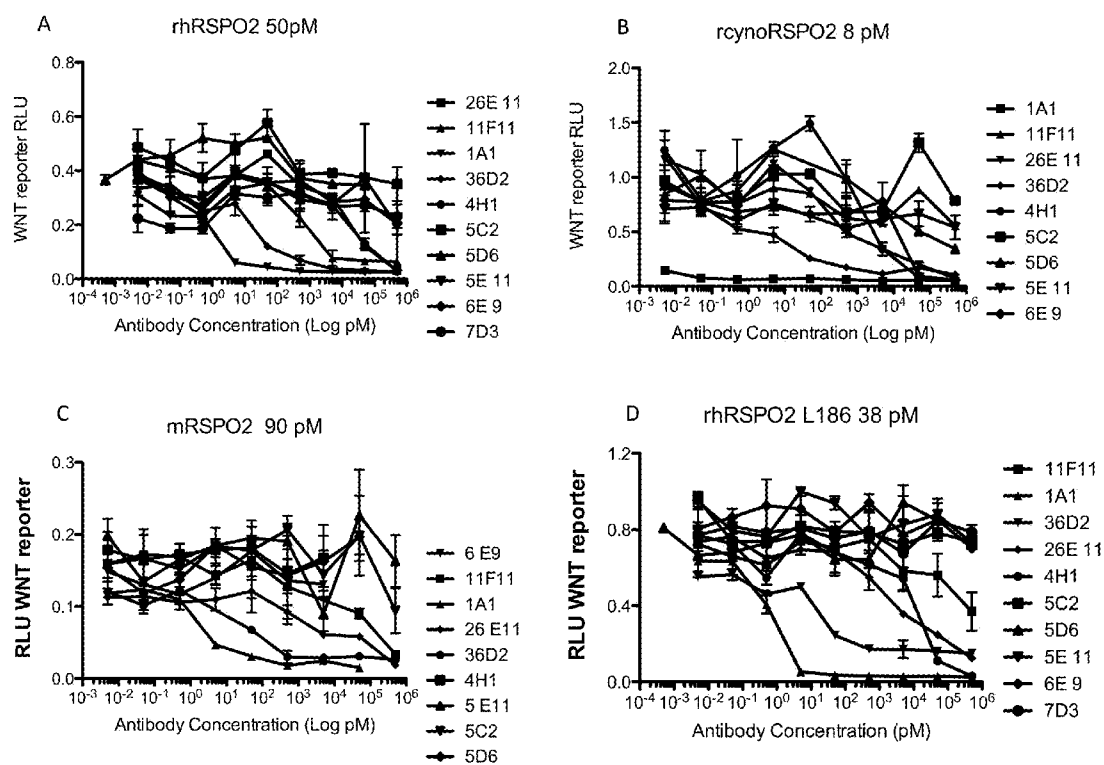 A
rhRSPO2 50pM
WNT reporter RLU
0.8
0.6
0.4
0.2
0.0
10-4 10-3 10-2 10-1 100 101 102 103 104 105 106
Antibody Concentration (Log pM)
26E 11
11F11
1A1
36D2
4H1
5C2
5D6
5E 11
6E 9
7D3
B
rcynoRSPO2 8 pM
WNT reporter RLU
2.0
1.5
1.0
0.5
0.0
10-3 10-2 10-1 100 101 102 103 104 105 106
Antibody Concentration (Log pM)
1A1
11F11
26E 11
36D2
4H1
5C2
5D6
5E 11
6E 9
C
mRSPO2 90 pM
RLU WNT reporter
0.3
0.2
0.1
0.0
10-3 10-2 10-1 100 101 102 103 104 105 106
Antibody Concentration (Log pM)
6 E9
11F11
1A1
26 E11
36D2
4H1
5 E11
5C2
5D6
D
rhRSPO2 L186 38 pM
RLU WNT reporter
1.2
0.8
0.4
0.0
10-4 10-3 10-2 10-1 100 101 102 103 104 105 106
Antibody Concentration (pM)
11F11
1A1
36D2
26E 11
4H1
5C2
5D6
5E 11
6E 9
7D3